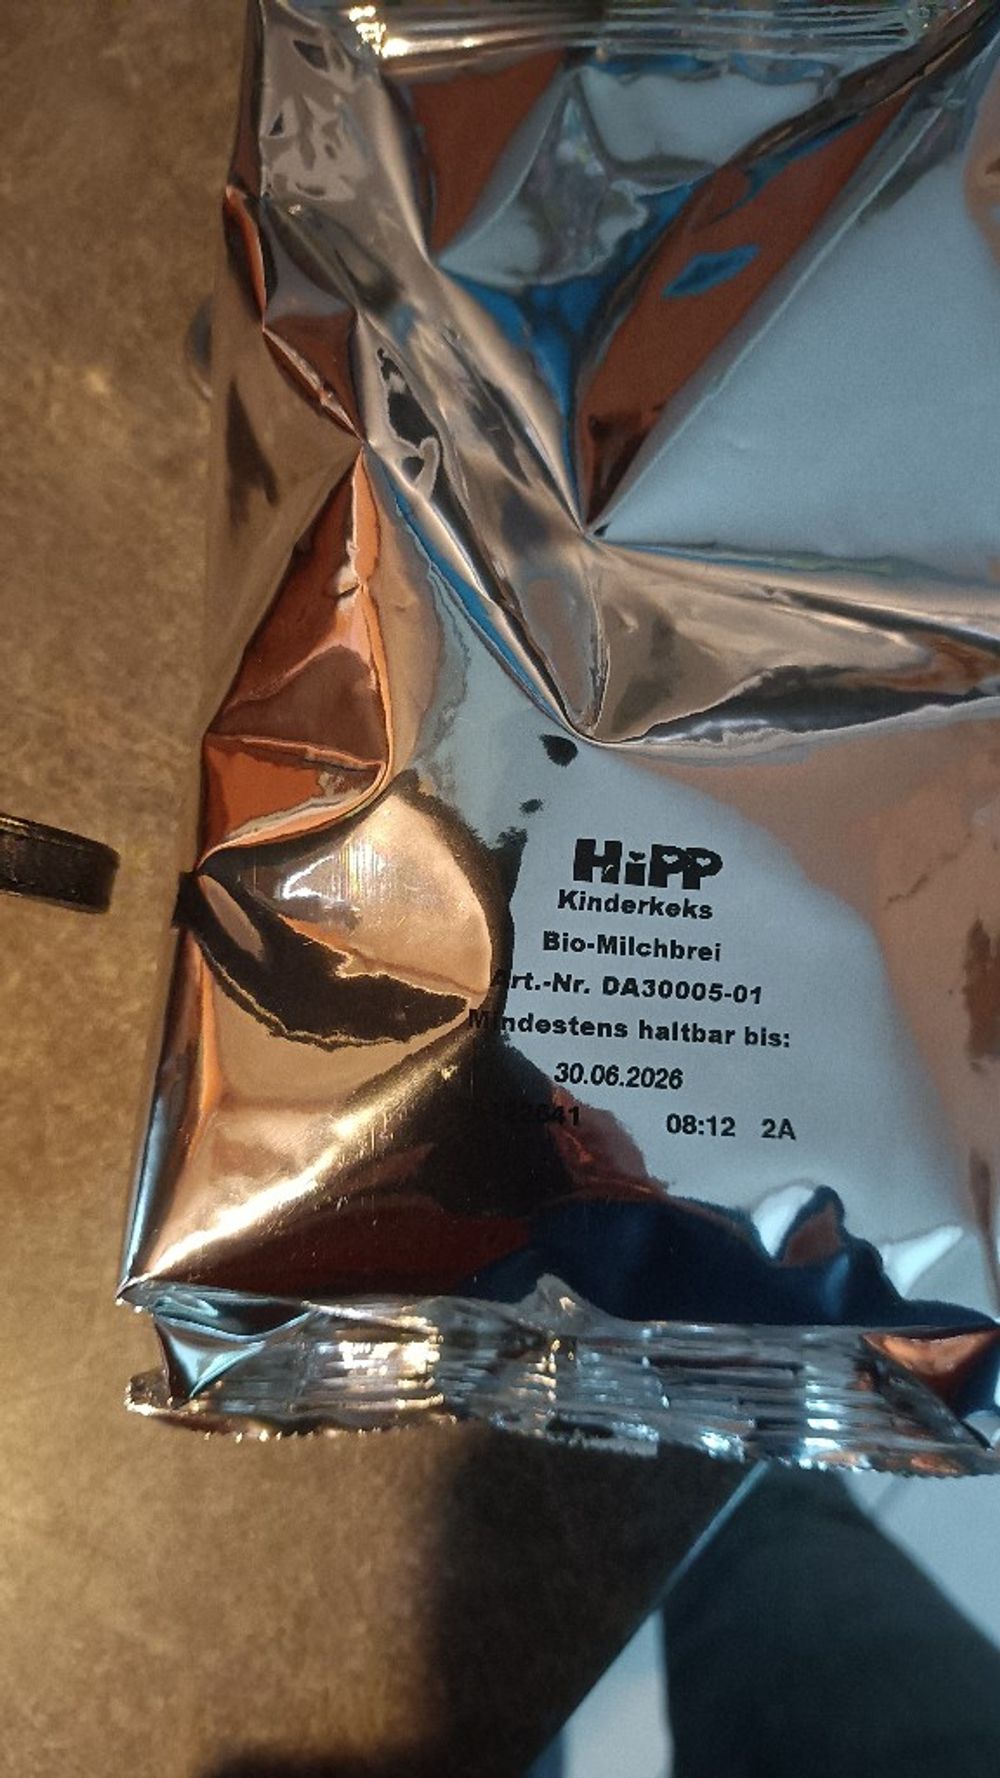 HiPP
Kinderkeks
Bio-Milchbrei
Art.-Nr. DA30005-01
Mindestens haltbar bis:
30.06.2026
08:12 2A